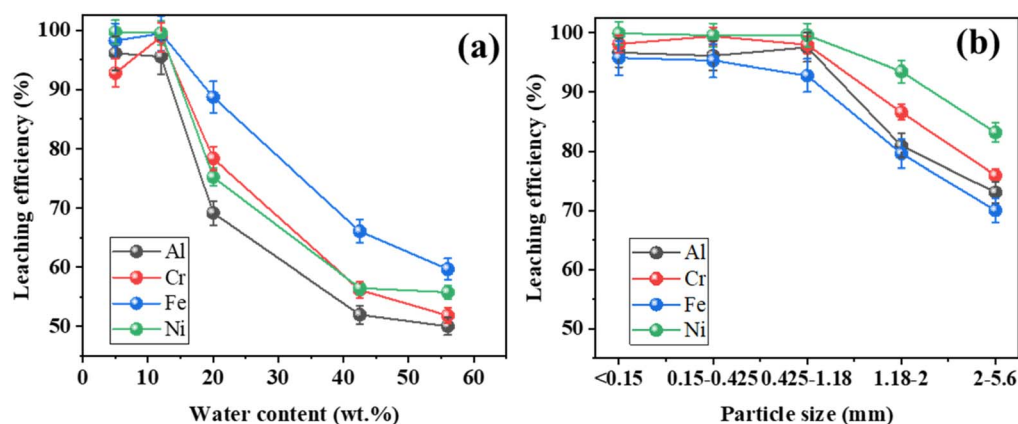 (a)
Leaching efficiency (%)
100
90
80
70
60
50
Al
Cr
Fe
Ni
0 10 20 30 40 50 60
Water content (wt.%)
(b)
Leaching efficiency (%)
100
90
80
70
60
50
Al
Cr
Fe
Ni
<0.15 0.15-0.425 0.425-1.18 1.18-2 2-5.6
Particle size (mm)